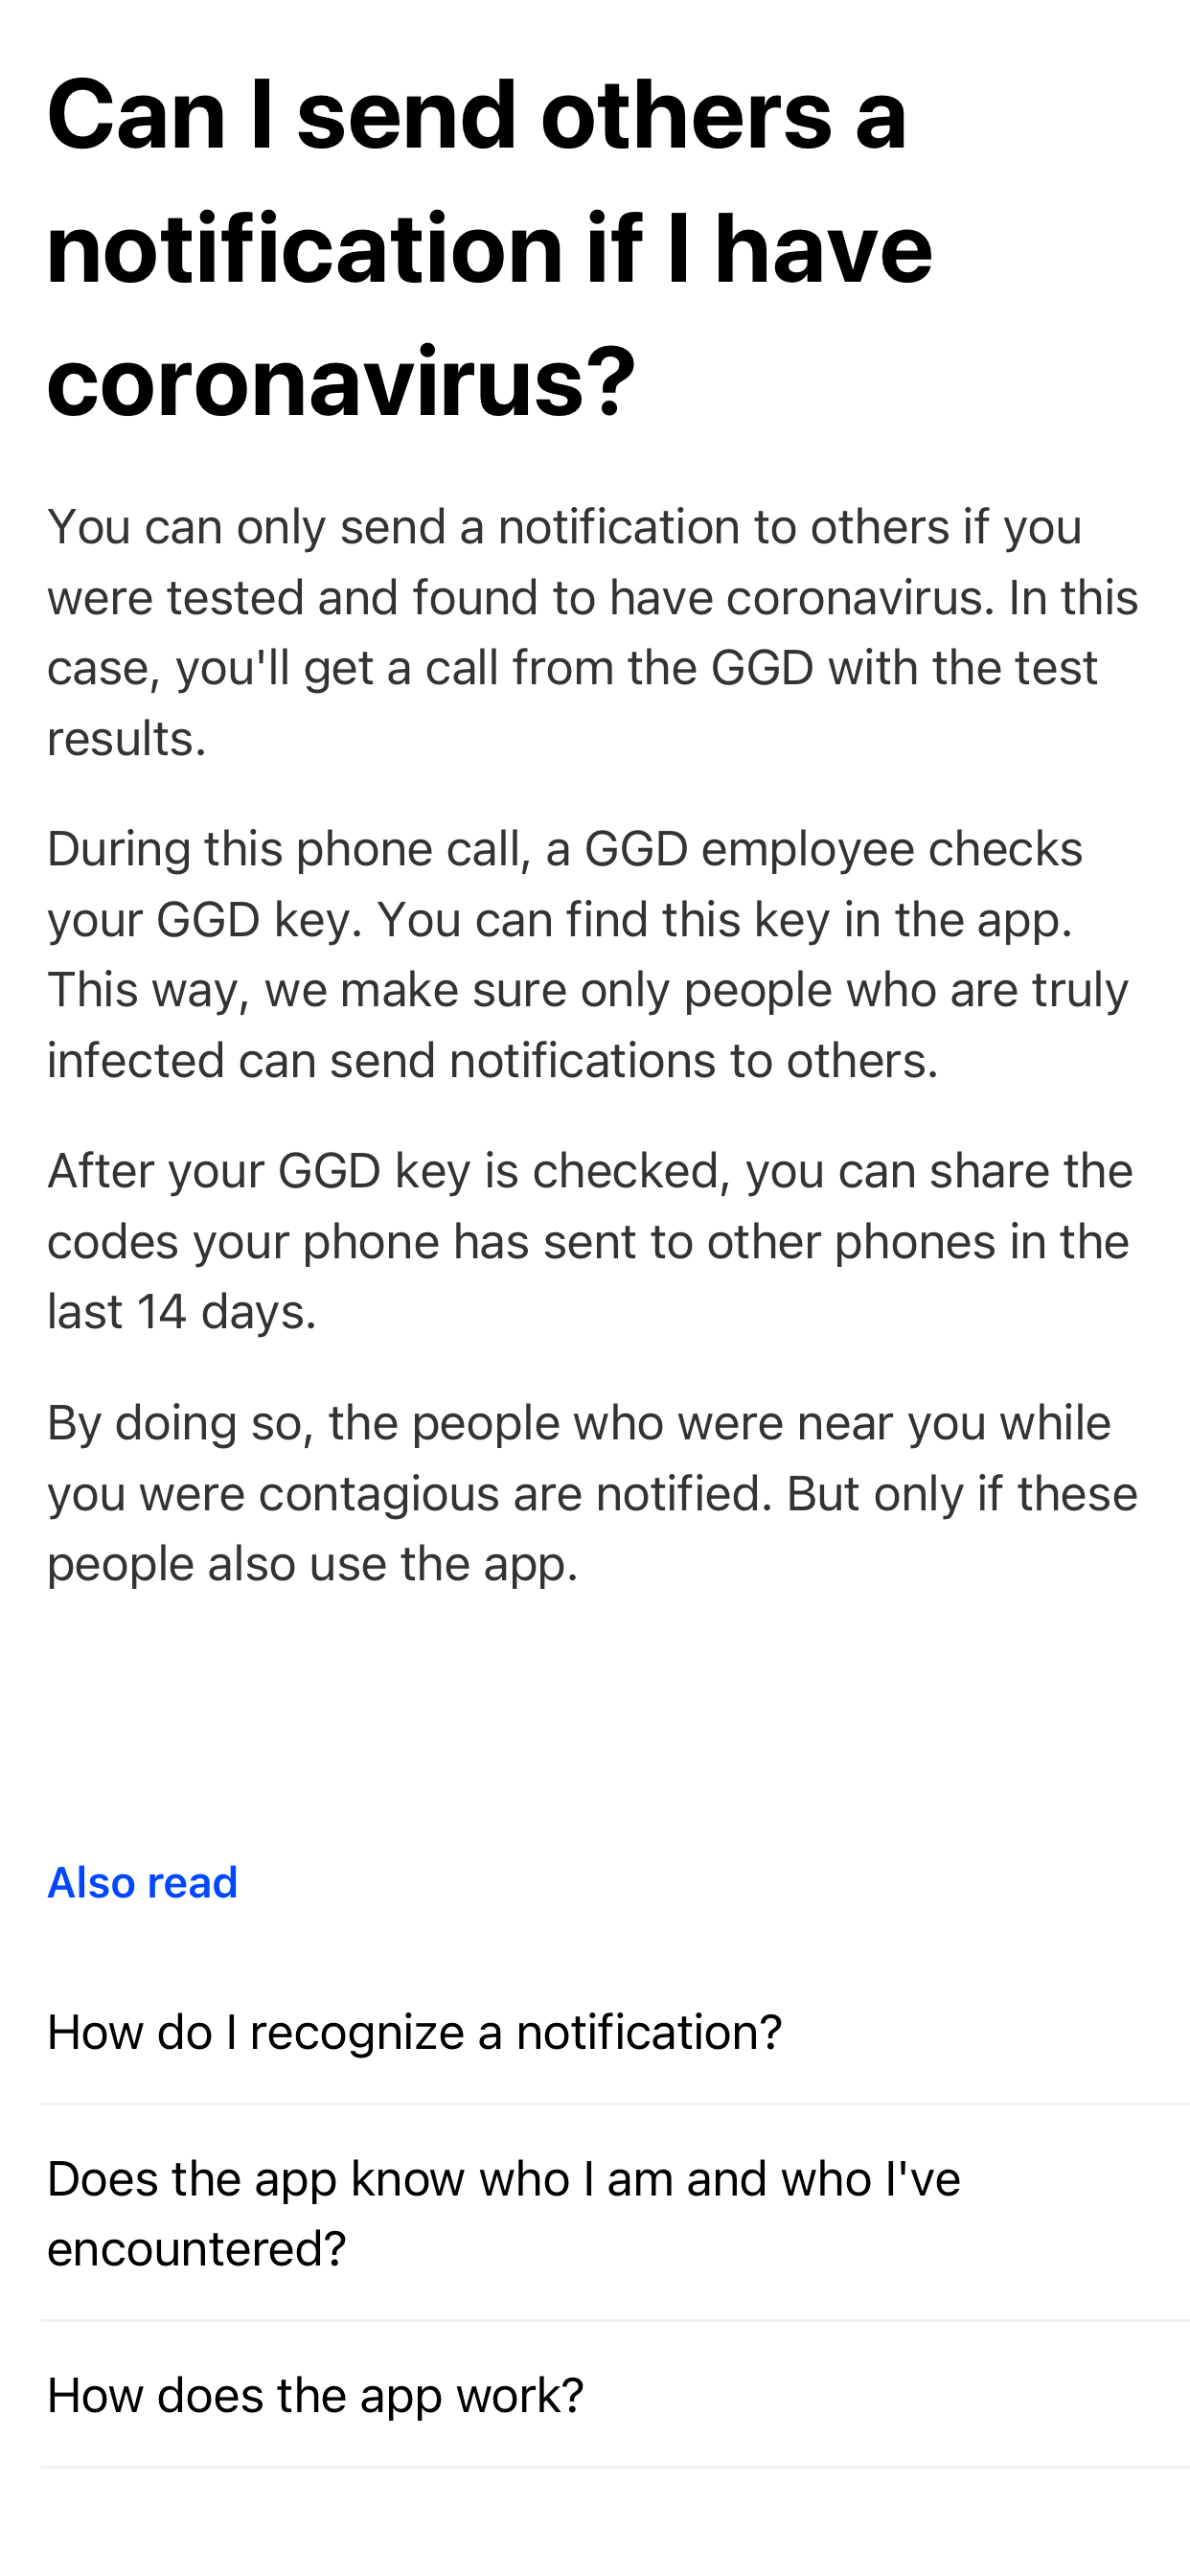 Can I send others a
notification if I have
coronavirus?
You can only send a notification to others if you
were tested and found to have coronavirus. In this
case, you'll get a call from the GGD with the test
results.
During this phone call, a GGD employee checks
your GGD key. You can find this key in the app.
This way, we make sure only people who are truly
infected can send notifications to others.
After your GGD key is checked, you can share the
codes your phone has sent to other phones in the
last 14 days.
By doing so, the people who were near you while
you were contagious are notified. But only if these
people also use the app.
Also read
How do I recognize a notification?
Does the app know who I am and who I've
encountered?
How does the app work?